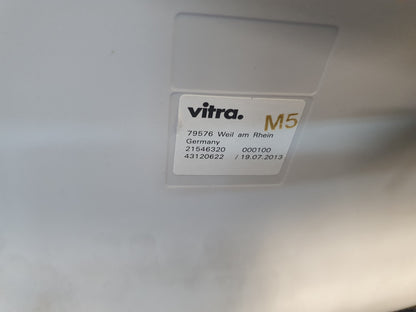 vitra.
M5
79576 Weil am Rhein
Germany
21546320 000100
43120622 / 19.07.2013